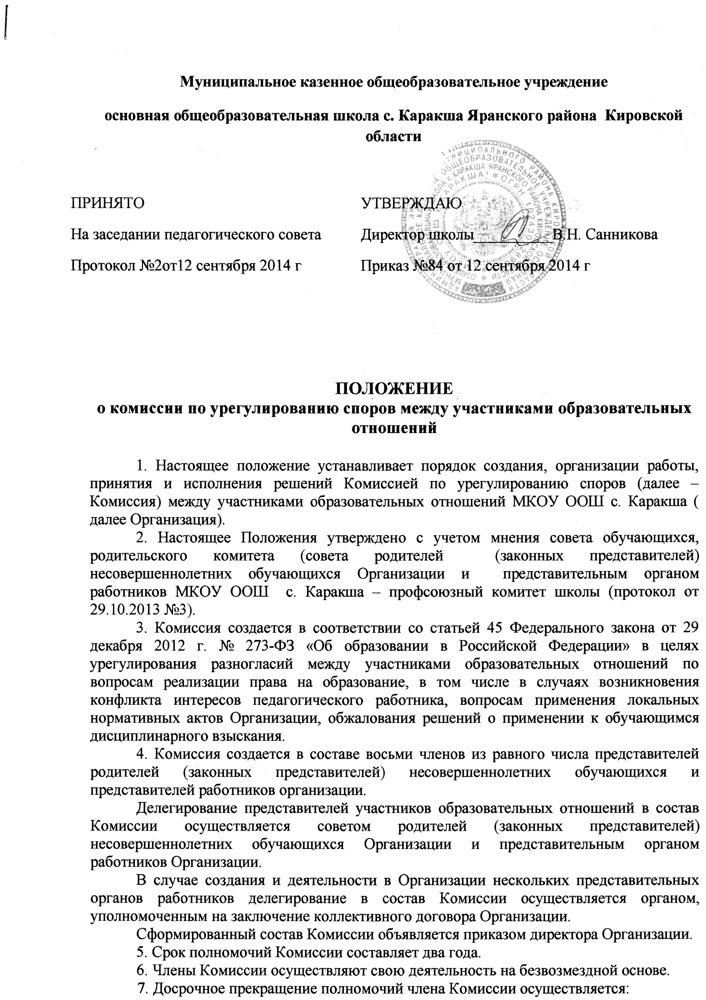 Муниципальное казенное общеобразовательное учреждение
основная общеобразовательная школа с. Каракша Яранского района  Кировской
области
ПРИНЯТО
На заседании педагогического совета
Протокол №2от12 сентября 2014 г
УТВЕРЖДАЮ
Директор школы__________В.Н. Санникова
Приказ №84 от 12 сентября 2014 г
ПОЛОЖЕНИЕ
о комиссии по урегулированию споров между участниками образовательных
отношений
1. Настоящее положение устанавливает порядок создания, организации работы,
принятия и исполнения решений Комиссией по урегулированию споров (далее –
Комиссия) между участниками образовательных отношений МКОУ ООШ с. Каракша (
далее Организация).
2. Настоящее Положения утверждено с учетом мнения совета обучающихся,
родительского комитета (совета родителей (законных представителей)
несовершеннолетних обучающихся Организации и представительным органом
работников МКОУ ООШ с. Каракша – профсоюзный комитет школы (протокол от
29.10.2013 №3).
3. Комиссия создается в соответствии со статьей 45 Федерального закона от 29
декабря 2012 г. № 273-ФЗ «Об образовании в Российской Федерации» в целях
урегулирования разногласий между участниками образовательных отношений по
вопросам реализации права на образование, в том числе в случаях возникновения
конфликта интересов педагогического работника, вопросам применения локальных
нормативных актов Организации, обжалования решений о применении к обучающимся
дисциплинарного взыскания.
4. Комиссия создается в составе восьми членов из равного числа представителей
родителей (законных представителей) несовершеннолетних обучающихся и
представителей работников организации.
Делегирование представителей участников образовательных отношений в состав
Комиссии осуществляется советом родителей (законных представителей)
несовершеннолетних обучающихся Организации и представительным органом
работников Организации.
В случае создания и деятельности в Организации нескольких представительных
органов работников делегирование в состав Комиссии осуществляется органом,
уполномоченным на заключение коллективного договора Организации.
Сформированный состав Комиссии объявляется приказом директора Организации.
5. Срок полномочий Комиссии составляет два года.
6. Члены Комиссии осуществляют свою деятельность на безвозмездной основе.
7. Досрочное прекращение полномочий члена Комиссии осуществляется: